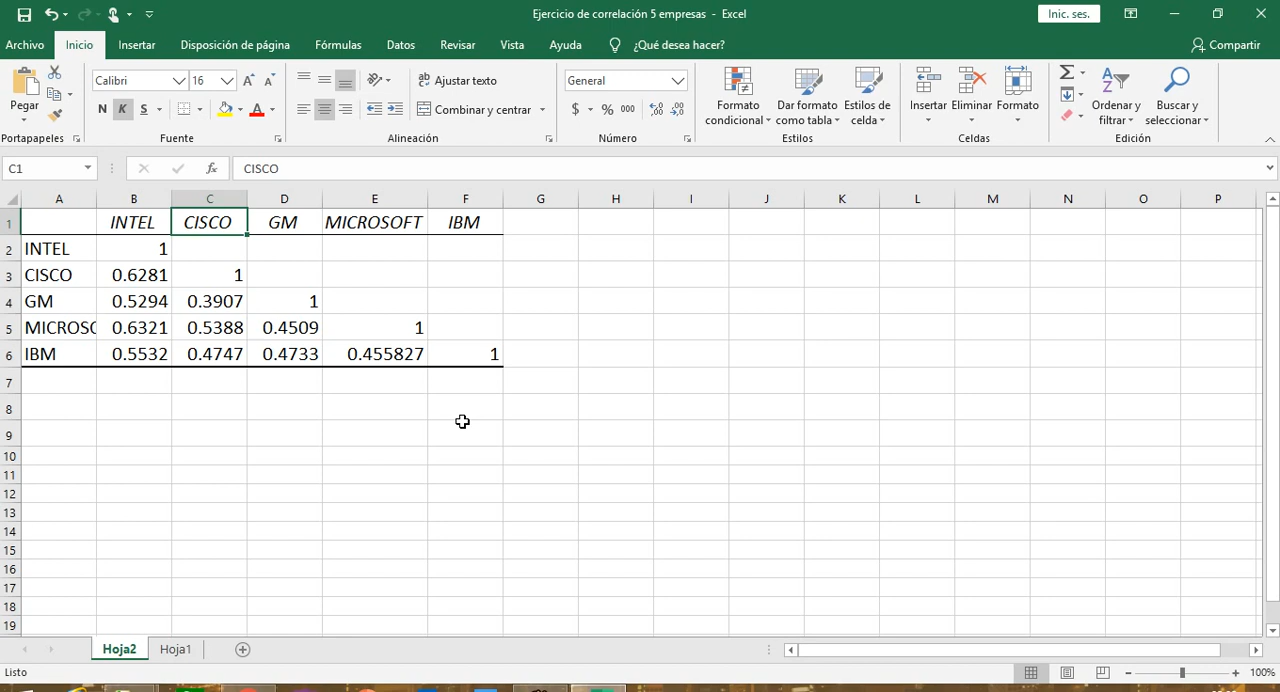 Ejercicio de correlación 5 empresas - Excel
Inic. ses.
Archivo Inicio Insertar Disposición de página Fórmulas Datos Revisar Vista Ayuda ¿Qué desea hacer? Compartir
Pegar
Portapapeles
Calibri 16
N K S
Fuente
Ajustar texto
Combinar y centrar
Alineación
General
$ % 000
Número
Formato condicional
Dar formato como tabla
Estilos de celda
Estilos
Insertar
Eliminar
Formato
Celdas
Ordenar y filtrar
Buscar y seleccionar
Edición
C1 fx CISCO
A B C D E F G H I J K L M N O P
1 INTEL CISCO GM MICROSOFT IBM
2 INTEL 1
3 CISCO 0.6281 1
4 GM 0.5294 0.3907 1
5 MICROSO 0.6321 0.5388 0.4509 1
6 IBM 0.5532 0.4747 0.4733 0.455827 1
7
8
9
10
11
12
13
14
15
16
17
18
19
Hoja2 Hoja1
Listo
100%